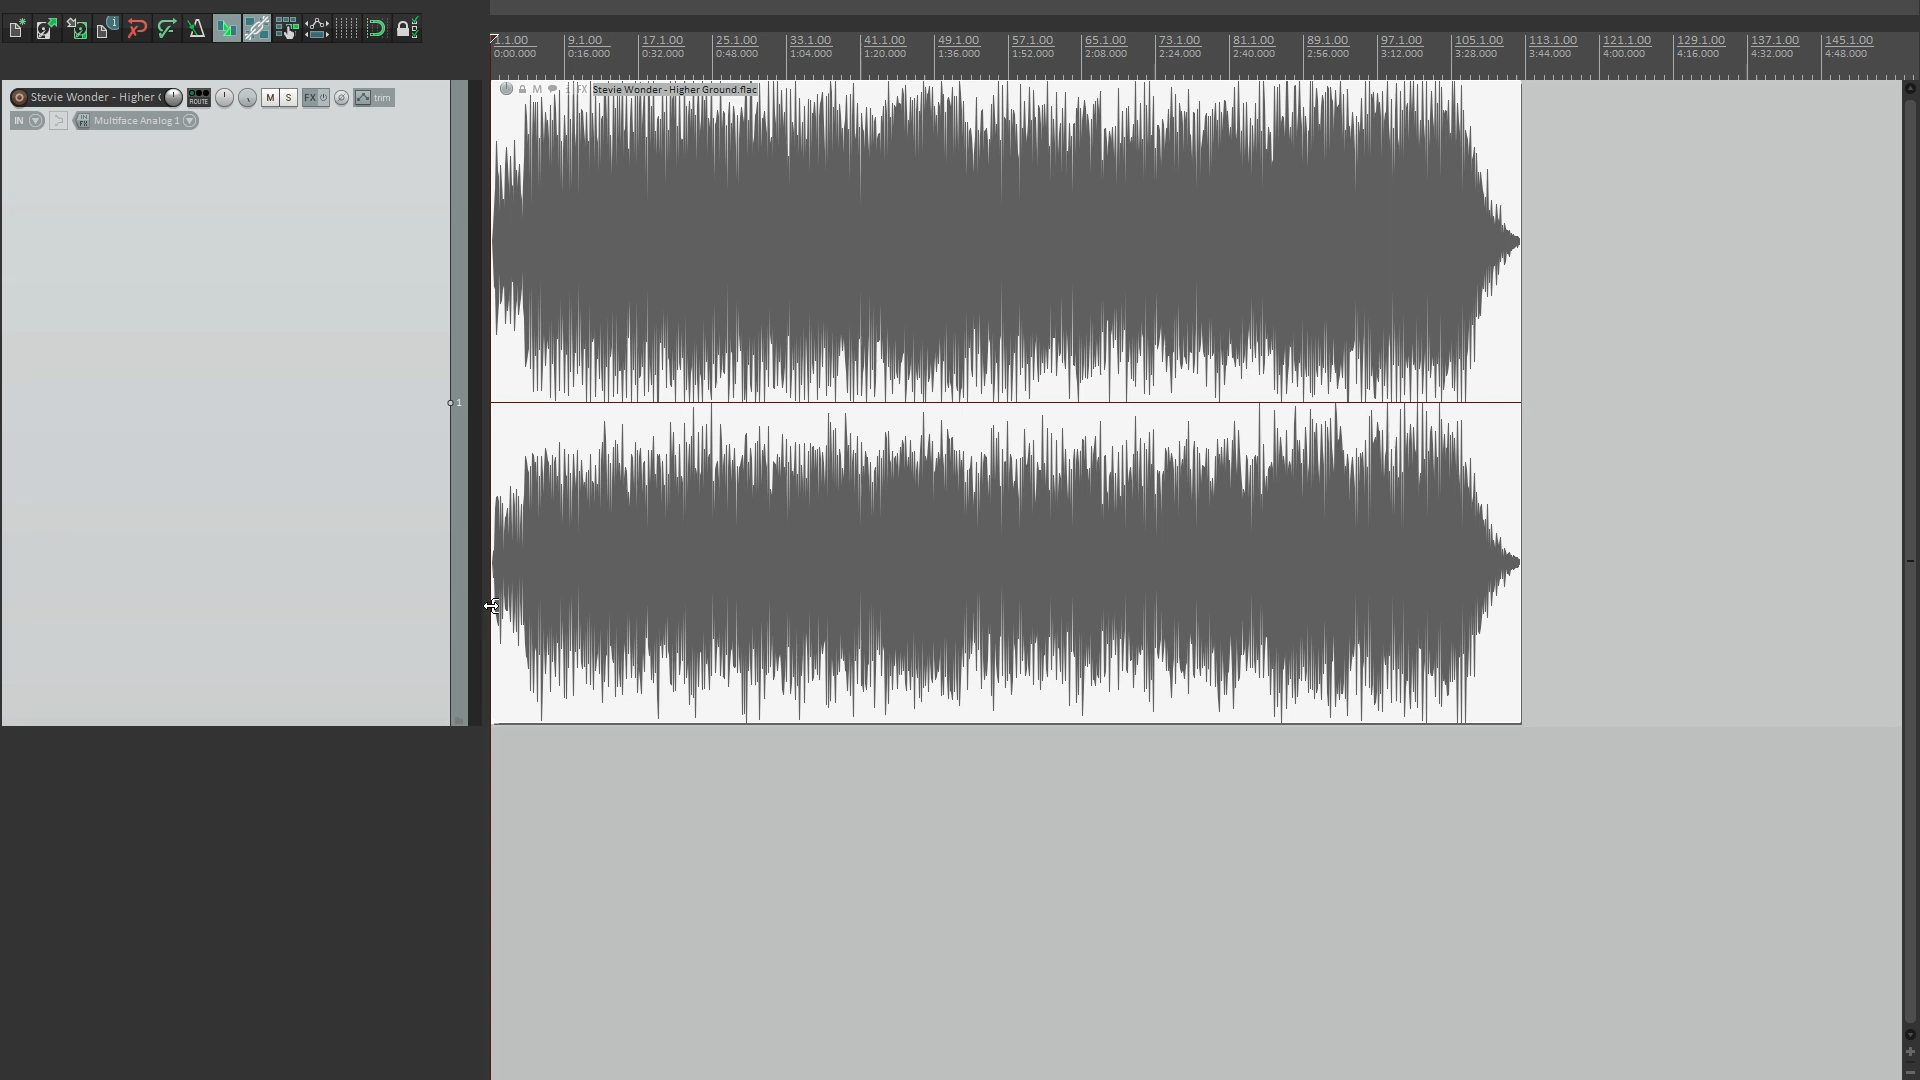 1.1.00 9.1.00 17.1.00 25.1.00 33.1.00 41.1.00 49.1.00 57.1.00 65.1.00 73.1.00 81.1.00 89.1.00 97.1.00 105.1.00 113.1.00 121.1.00 129.1.00 137.1.00 145.1.00
0:00.000 0:16.000 0:32.000 0:48.000 1:04.000 1:20.000 1:36.000 1:52.000 2:08.000 2:24.000 2:40.000 2:56.000 3:12.000 3:28.000 3:44.000 4:00.000 4:16.000 4:32.000 4:48.000
Stevie Wonder - Higher ROUTE M S FX trim
IN FX Multiface Analog 1
M FX Stevie Wonder - Higher Ground.flac
1